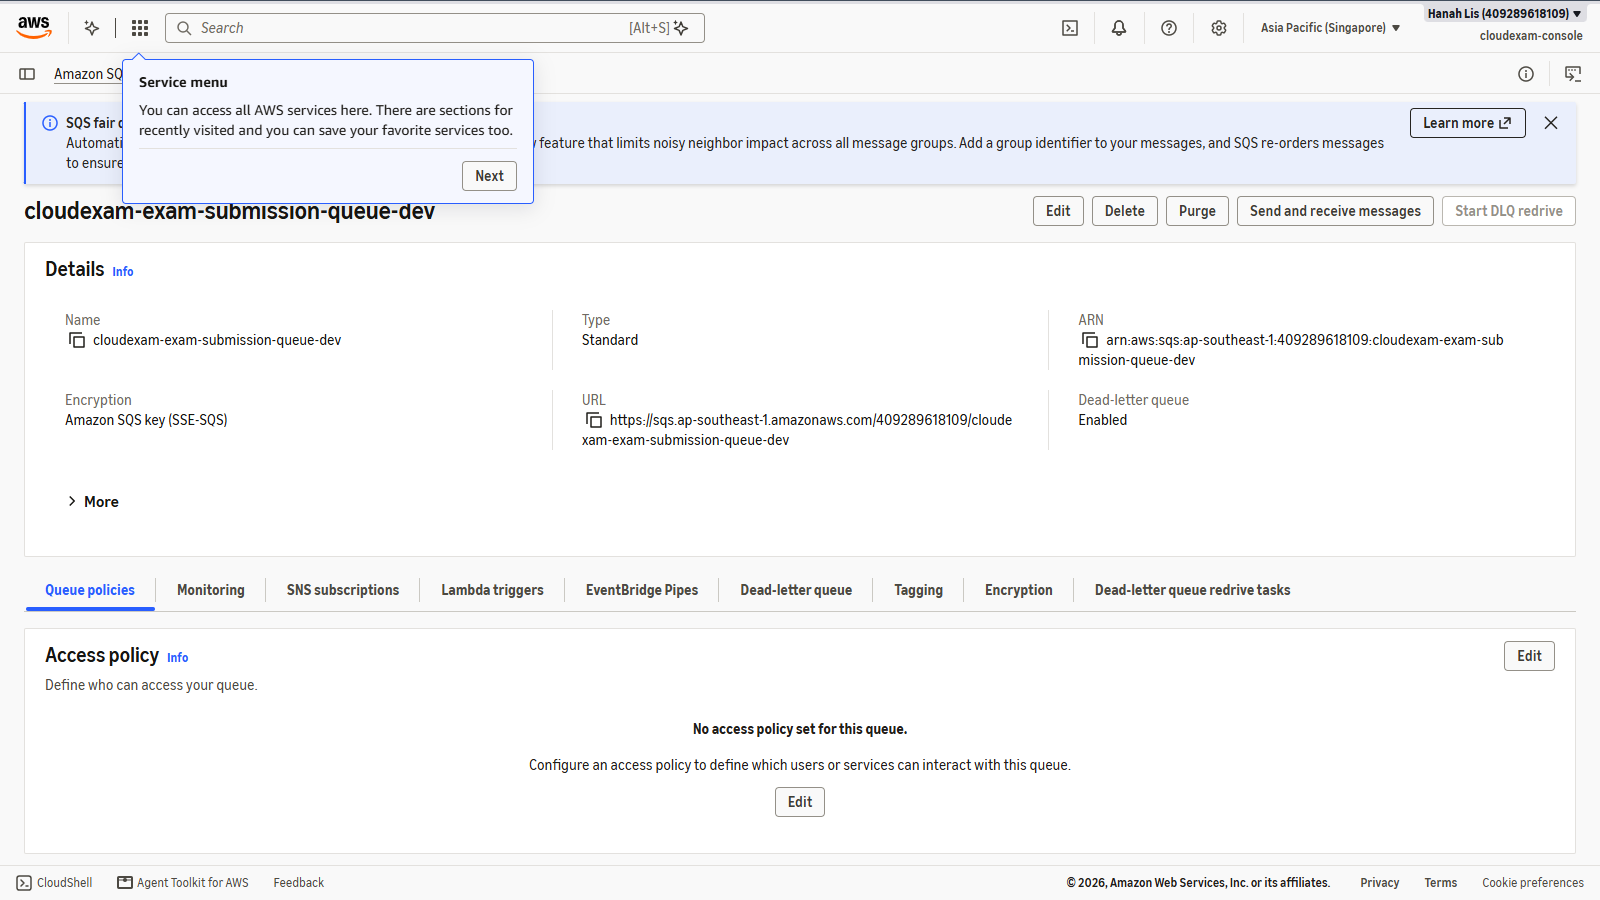 aws
Search
[Alt+S]
Asia Pacific (Singapore)
Hanah Lis (409289618109)
cloudexam-console
Amazon SQ
Service menu
You can access all AWS services here. There are sections for
recently visited and you can save your favorite services too.
Next
SQS fair
Automati
feature that limits noisy neighbor impact across all message groups. Add a group identifier to your messages, and SQS re-orders messages
to ensure
Learn more
cloudexam-exam-submission-queue-dev
Edit
Delete
Purge
Send and receive messages
Start DLQ redrive
Details Info
Name
cloudexam-exam-submission-queue-dev
Type
Standard
ARN
arn:aws:sqs:ap-southeast-1:409289618109:cloudexam-exam-sub
mission-queue-dev
Encryption
Amazon SQS key (SSE-SQS)
URL
https://sqs.ap-southeast-1.amazonaws.com/409289618109/cloude
xam-exam-submission-queue-dev
Dead-letter queue
Enabled
More
Queue policies
Monitoring
SNS subscriptions
Lambda triggers
EventBridge Pipes
Dead-letter queue
Tagging
Encryption
Dead-letter queue redrive tasks
Access policy Info
Edit
Define who can access your queue.
No access policy set for this queue.
Configure an access policy to define which users or services can interact with this queue.
Edit
CloudShell
Agent Toolkit for AWS
Feedback
© 2026, Amazon Web Services, Inc. or its affiliates.
Privacy
Terms
Cookie preferences